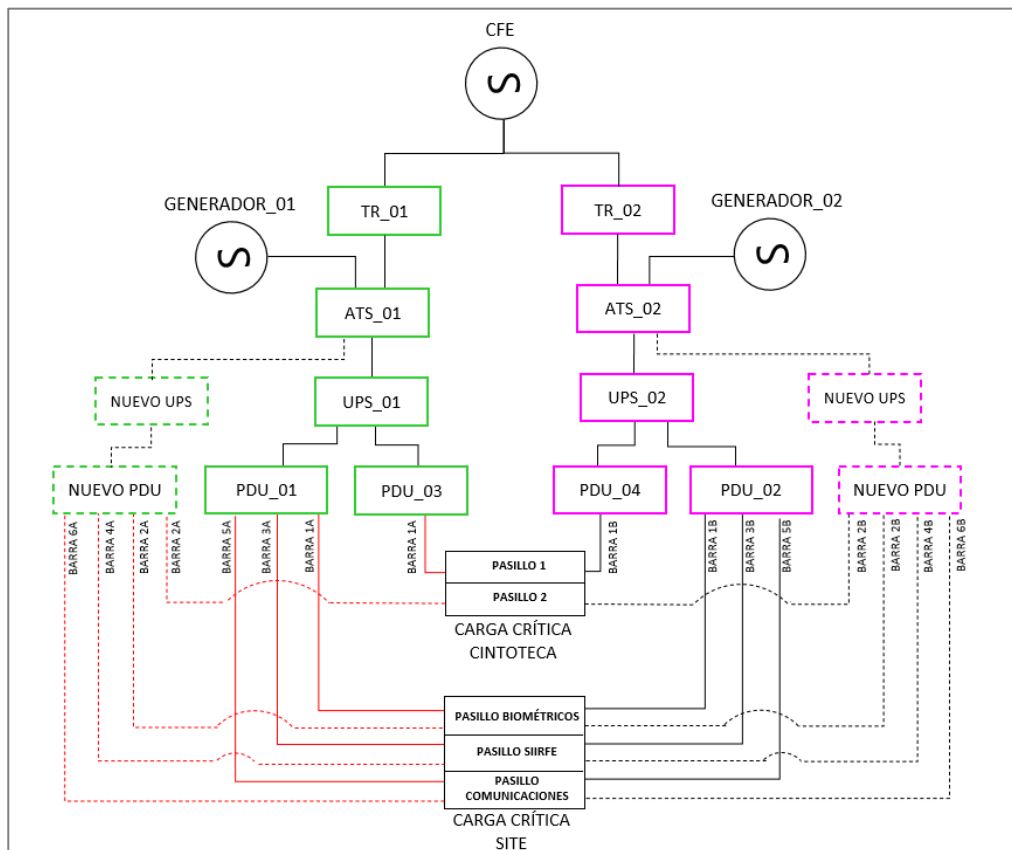 CFE
GENERADOR_01
TR_01
TR_02
GENERADOR_02
ATS_01
ATS_02
NUEVO UPS
UPS_01
UPS_02
NUEVO UPS
NUEVO PDU
PDU_01
PDU_03
PDU_04
PDU_02
NUEVO PDU
BARRA 6A
BARRA 4A
BARRA 2A
BARRA 2A
BARRA 5A
BARRA 3A
BARRA 1A
BARRA 1A
BARRA 1B
BARRA 1B
BARRA 3B
BARRA 5B
BARRA 2B
BARRA 2B
BARRA 4B
BARRA 6B
PASILLO 1
PASILLO 2
CARGA CRÍTICA
CINTOTECA
PASILLO BIOMÉTRICOS
PASILLO SIIRFE
PASILLO
COMUNICACIONES
CARGA CRÍTICA
SITE